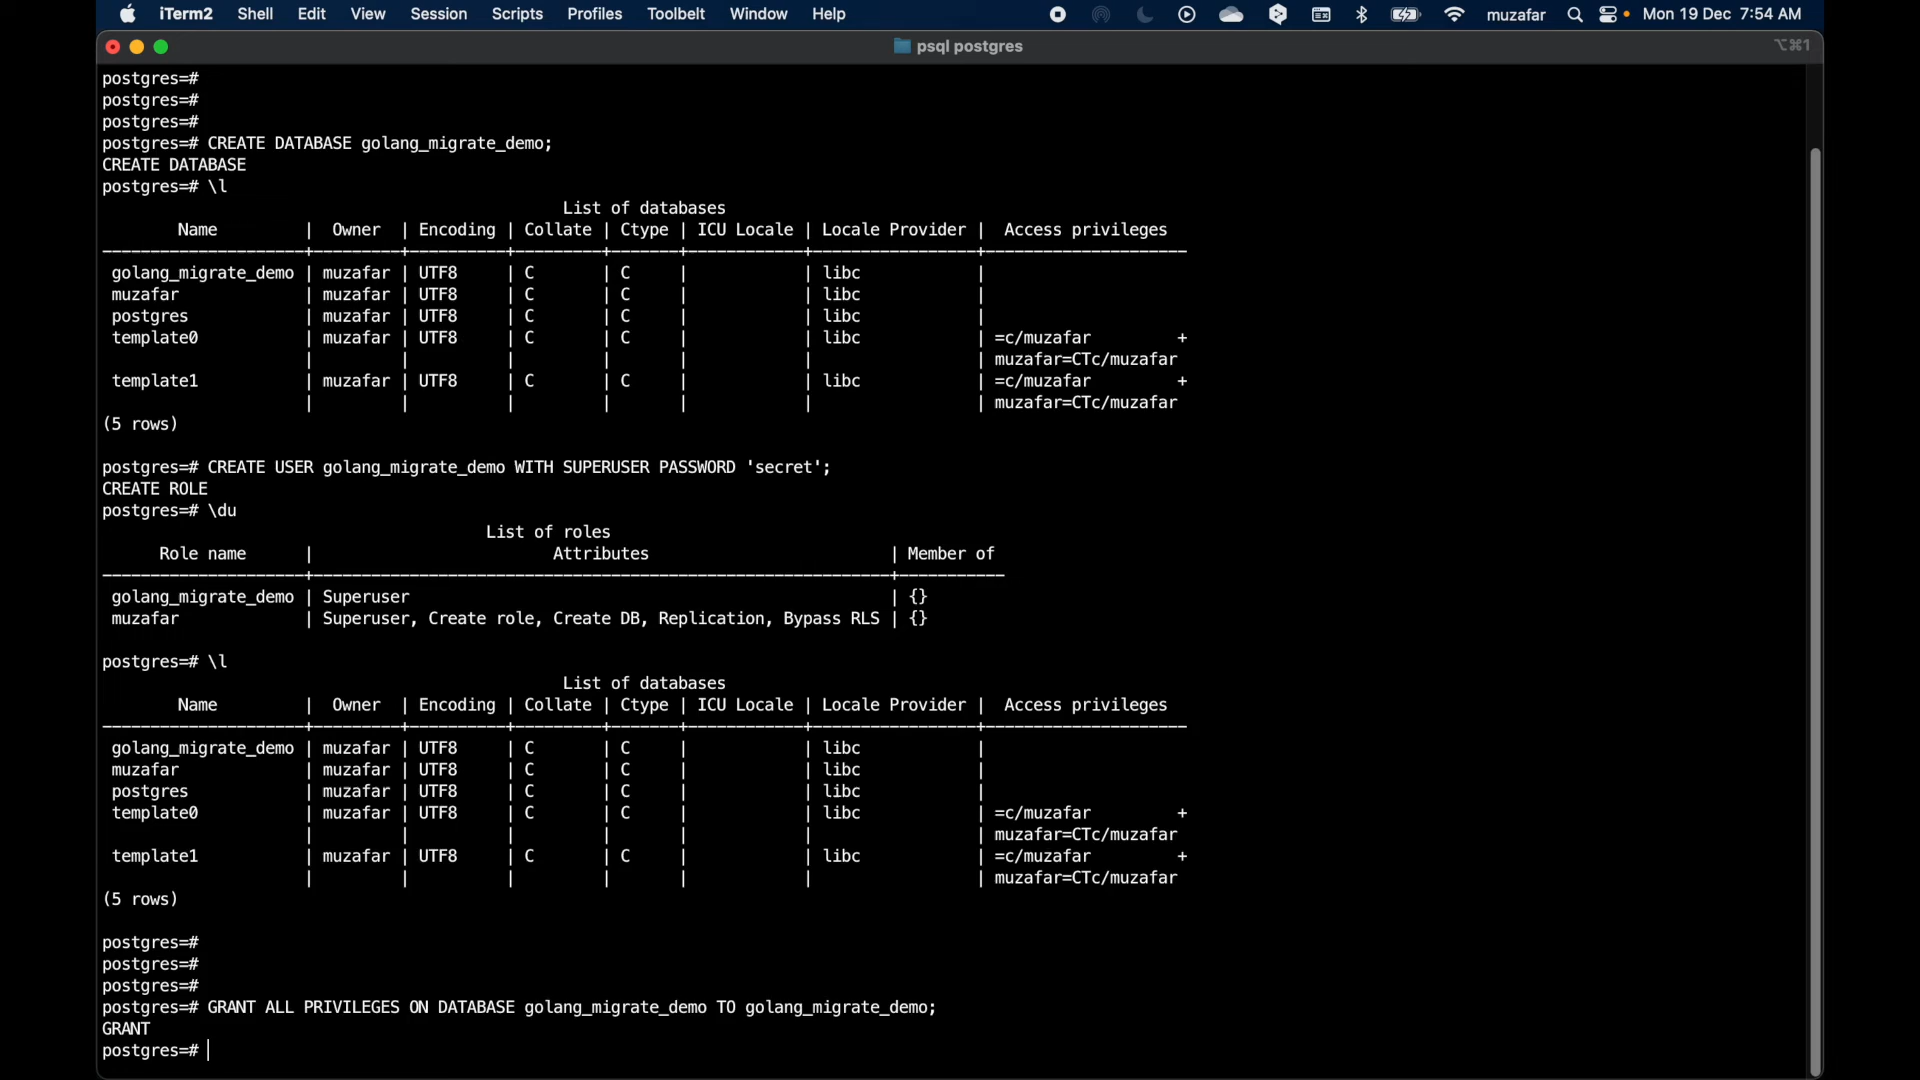 iTerm2 Shell Edit View Session Scripts Profiles Toolbelt Window Help muzafar Mon 19 Dec 7:54 AM
psql postgres ⌥⌘1
postgres=#
postgres=#
postgres=#
postgres=# CREATE DATABASE golang_migrate_demo;
CREATE DATABASE
postgres=# \l
List of databases
Name | Owner | Encoding | Collate | Ctype | ICU Locale | Locale Provider | Access privileges
---------------------+---------+----------+---------+-------+------------+-----------------+---------------------
golang_migrate_demo | muzafar | UTF8 | C | C | | libc |
muzafar | muzafar | UTF8 | C | C | | libc |
postgres | muzafar | UTF8 | C | C | | libc |
template0 | muzafar | UTF8 | C | C | | libc | =c/muzafar +
| | | | | | | muzafar=CTc/muzafar
template1 | muzafar | UTF8 | C | C | | libc | =c/muzafar +
| | | | | | | muzafar=CTc/muzafar
(5 rows)
postgres=# CREATE USER golang_migrate_demo WITH SUPERUSER PASSWORD 'secret';
CREATE ROLE
postgres=# \du
List of roles
Role name | Attributes | Member of
---------------------+------------------------------------------------------------+-----------
golang_migrate_demo | Superuser | {}
muzafar | Superuser, Create role, Create DB, Replication, Bypass RLS | {}
postgres=# \l
List of databases
Name | Owner | Encoding | Collate | Ctype | ICU Locale | Locale Provider | Access privileges
---------------------+---------+----------+---------+-------+------------+-----------------+---------------------
golang_migrate_demo | muzafar | UTF8 | C | C | | libc |
muzafar | muzafar | UTF8 | C | C | | libc |
postgres | muzafar | UTF8 | C | C | | libc |
template0 | muzafar | UTF8 | C | C | | libc | =c/muzafar +
| | | | | | | muzafar=CTc/muzafar
template1 | muzafar | UTF8 | C | C | | libc | =c/muzafar +
| | | | | | | muzafar=CTc/muzafar
(5 rows)
postgres=#
postgres=#
postgres=#
postgres=# GRANT ALL PRIVILEGES ON DATABASE golang_migrate_demo TO golang_migrate_demo;
GRANT
postgres=#